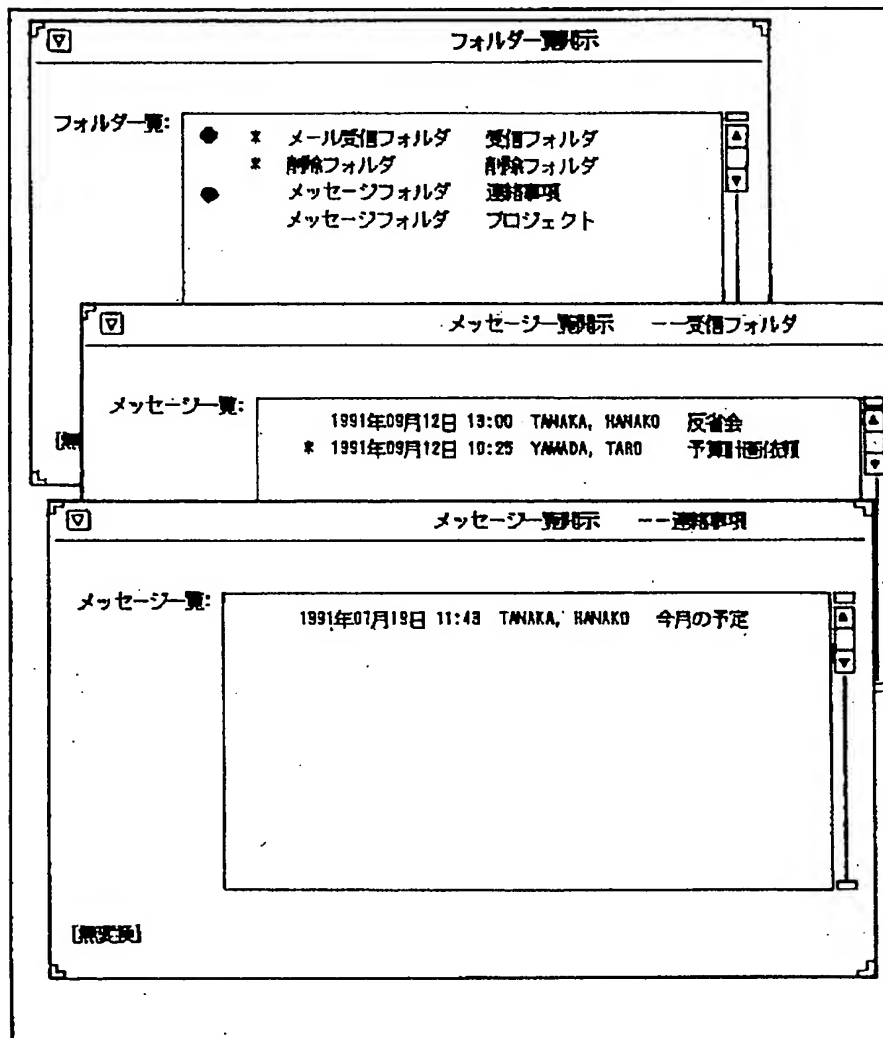 フォルダ一覧開示
フォルダ一覧:
● * メール受信フォルダ 受信フォルダ
* 削除フォルダ 削除フォルダ
● メッセージフォルダ 連絡事項
メッセージフォルダ プロジェクト
メッセージ一覧開示 ーー受信フォルダ
メッセージ一覧:
1991年09月12日 13:00 TANAKA, HANAKO 反省会
* 1991年09月12日 10:25 YAMADA, TARO 予算計画依頼
[無
メッセージ一覧開示 ーー連絡事項
メッセージ一覧:
1991年07月19日 11:43 TANAKA, HANAKO 今月の予定
[無変換]